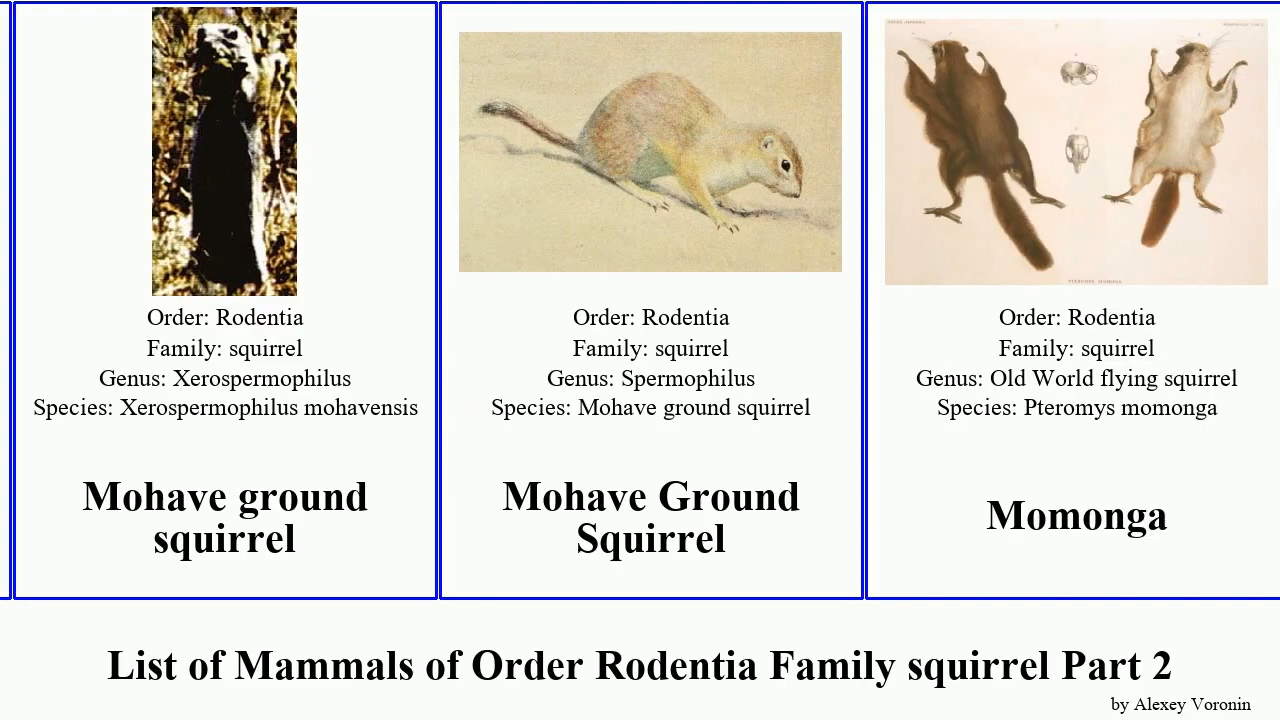 Order: Rodentia
Family: squirrel
Genus: Xerospermophilus
Species: Xerospermophilus mohavensis
Mohave ground
squirrel
Order: Rodentia
Family: squirrel
Genus: Spermophilus
Species: Mohave ground squirrel
Mohave Ground
Squirrel
Order: Rodentia
Family: squirrel
Genus: Old World flying squirrel
Species: Pteromys momonga
Momonga
List of Mammals of Order Rodentia Family squirrel Part 2
by Alexey Voronin